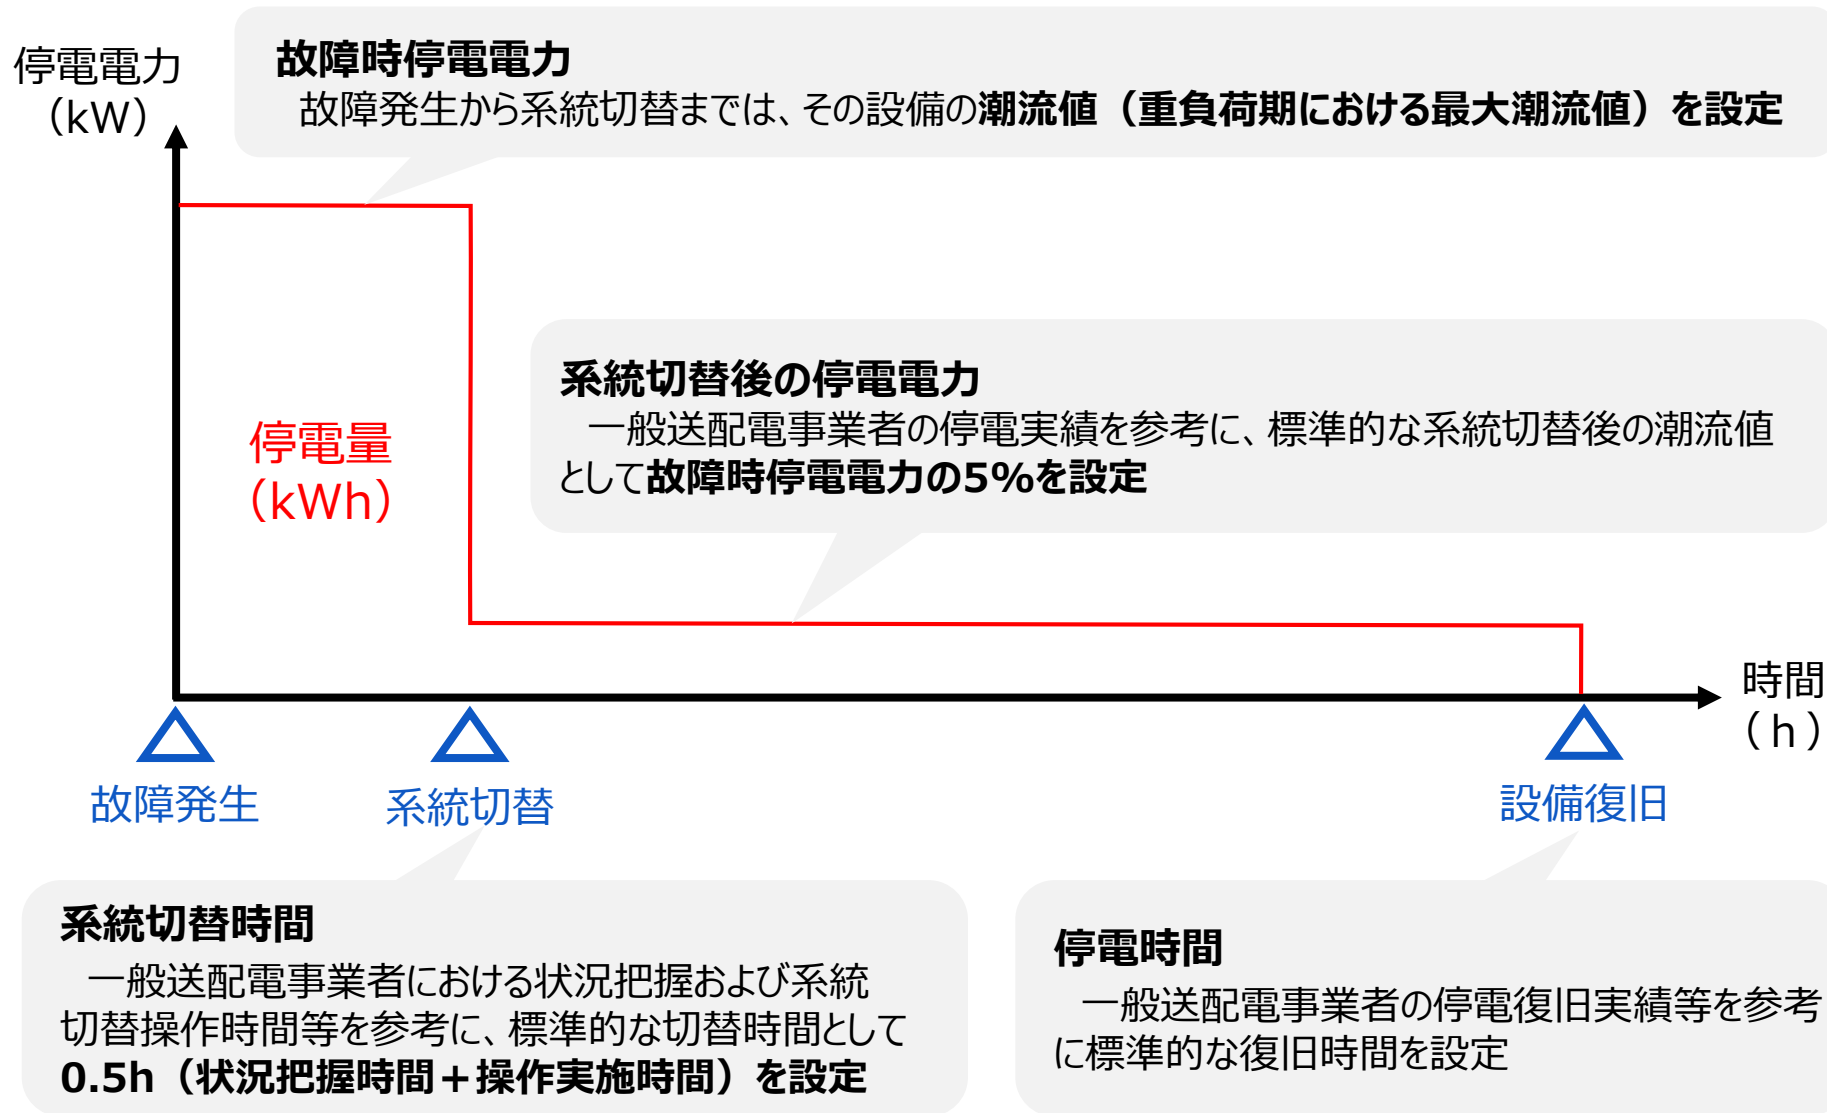 停電電力
（kW）
故障時停電電力
故障発生から系統切替までは、その設備の潮流値（重負荷期における最大潮流値）を設定
系統切替後の停電電力
一般送配電事業者の停電実績を参考に、標準的な系統切替後の潮流値
として故障時停電電力の5%を設定
停電量
（kWh）
時間
（ｈ）
故障発生
系統切替
設備復旧
系統切替時間
一般送配電事業者における状況把握および系統
切替操作時間等を参考に、標準的な切替時間として
0.5h（状況把握時間＋操作実施時間）を設定
停電時間
一般送配電事業者の停電復旧実績等を参考
に標準的な復旧時間を設定